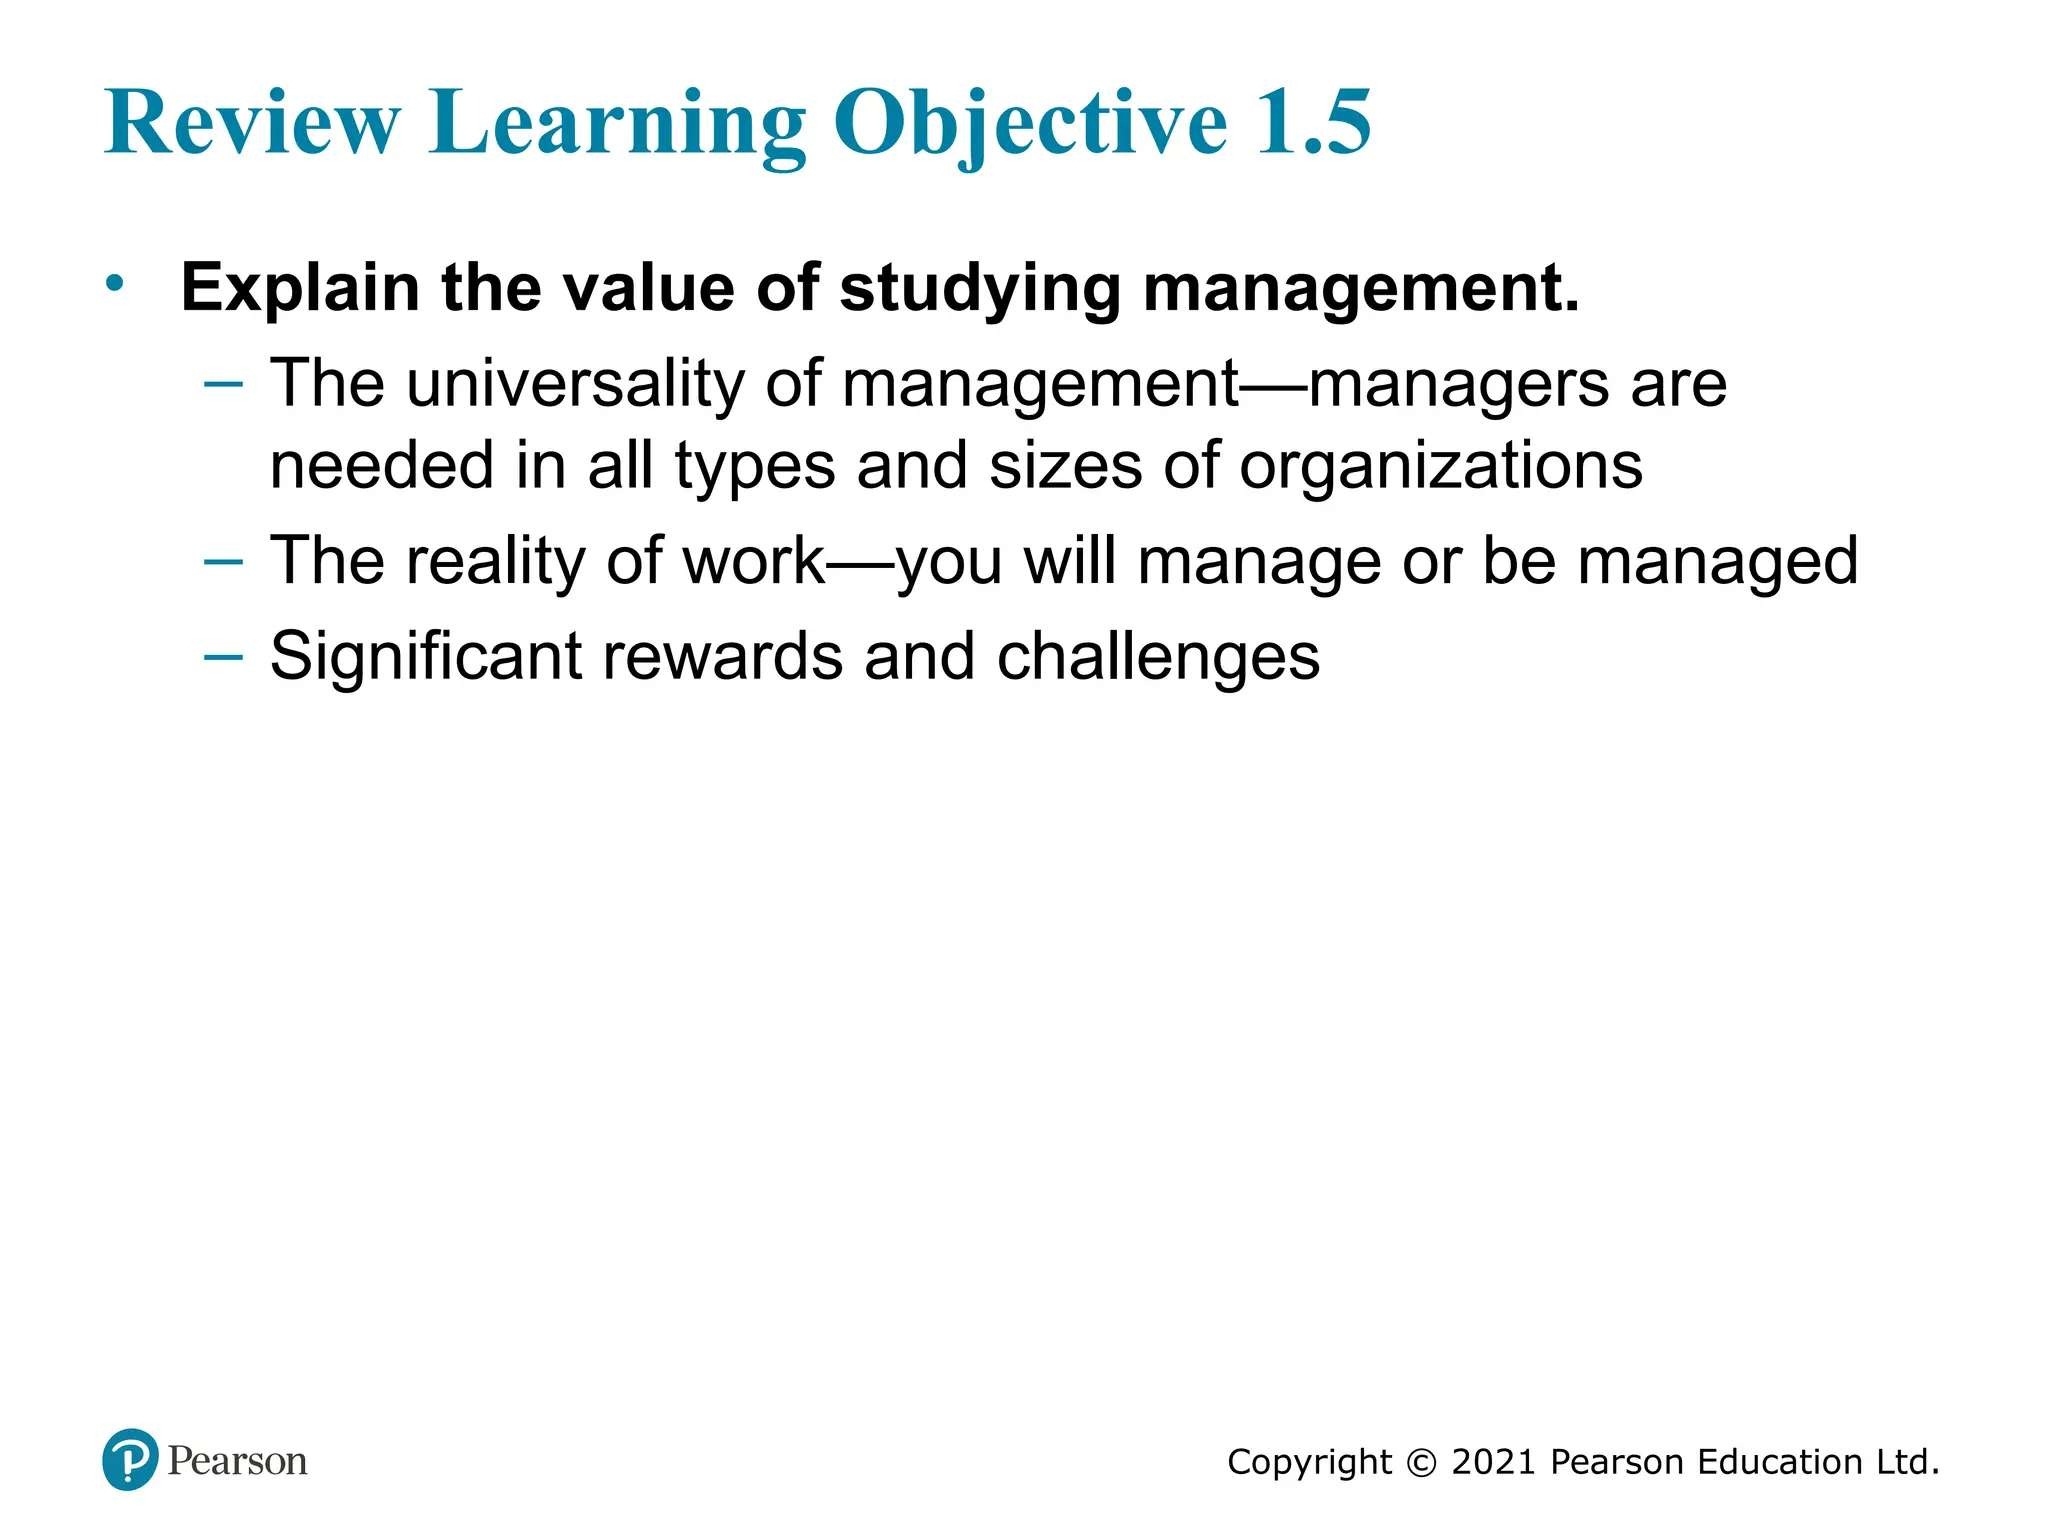 Review Learning Objective 1.5
• Explain the value of studying management.
– The universality of management—managers are
needed in all types and sizes of organizations
– The reality of work—you will manage or be managed
– Significant rewards and challenges
Pearson
Copyright © 2021 Pearson Education Ltd.